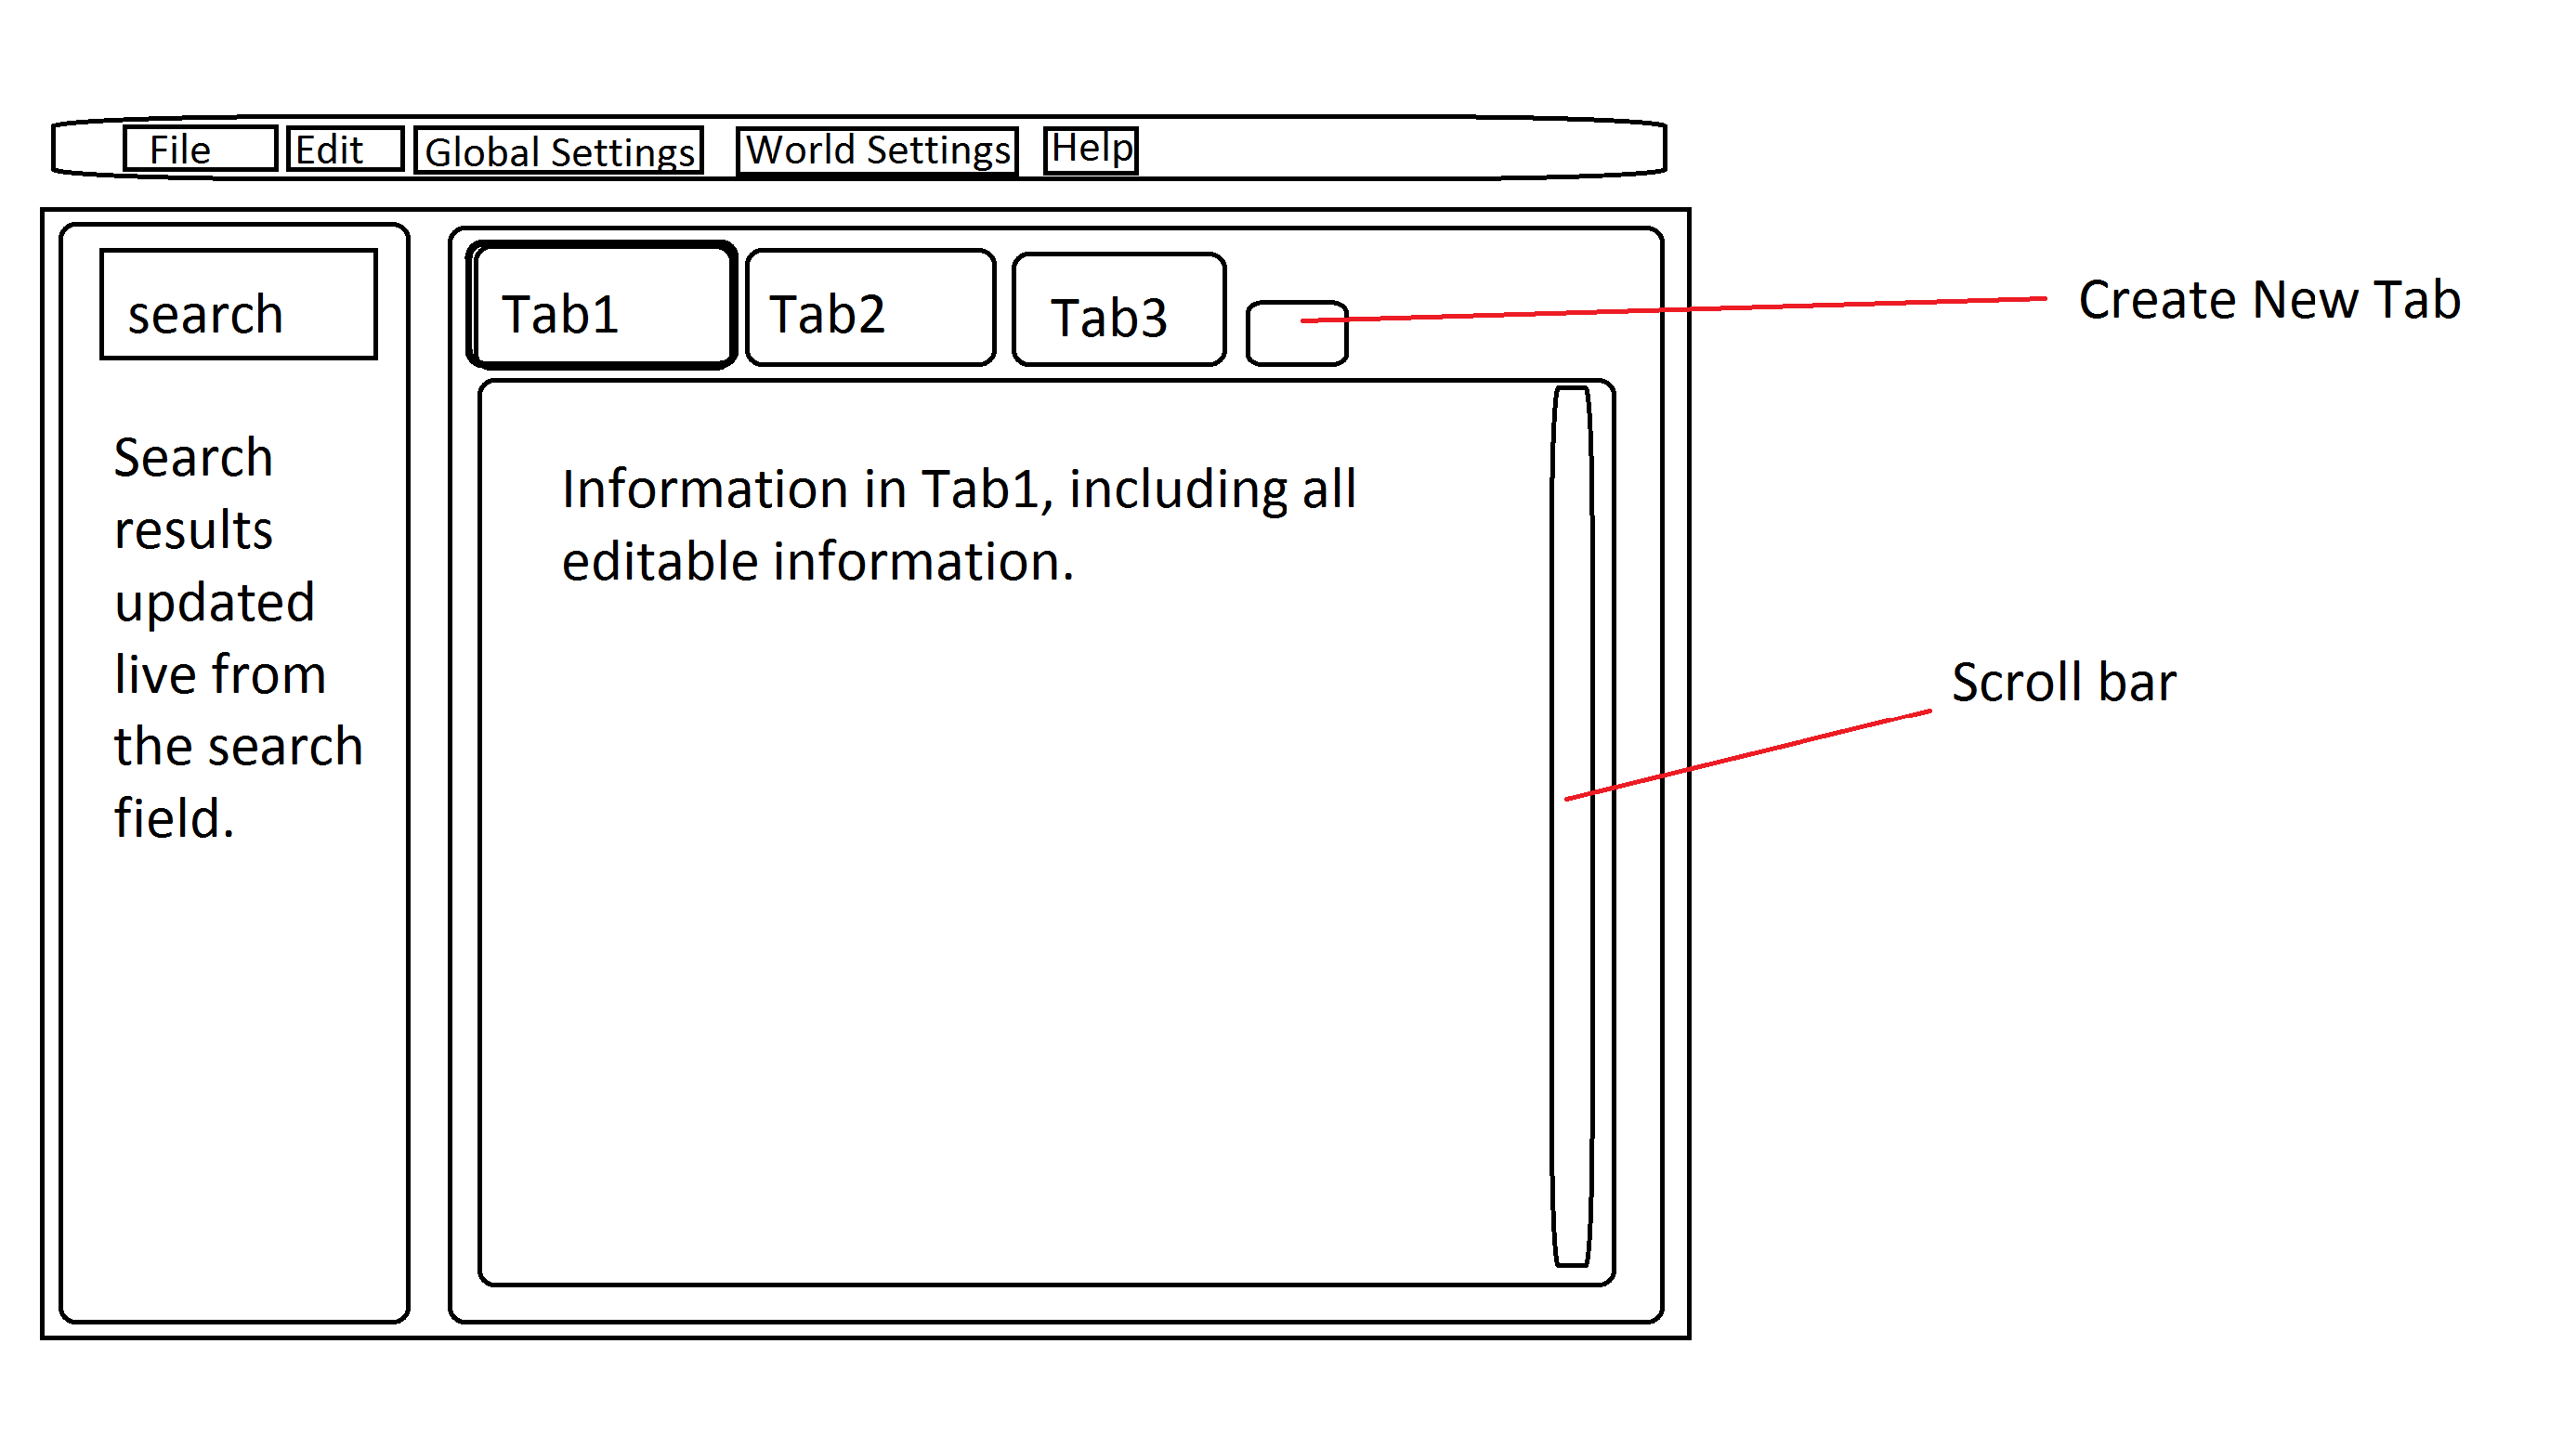 File Edit Global Settings World Settings Help
search
Tab1 Tab2 Tab3
Create New Tab
Search
results
updated
live from
the search
field.
Information in Tab1, including all
editable information.
Scroll bar